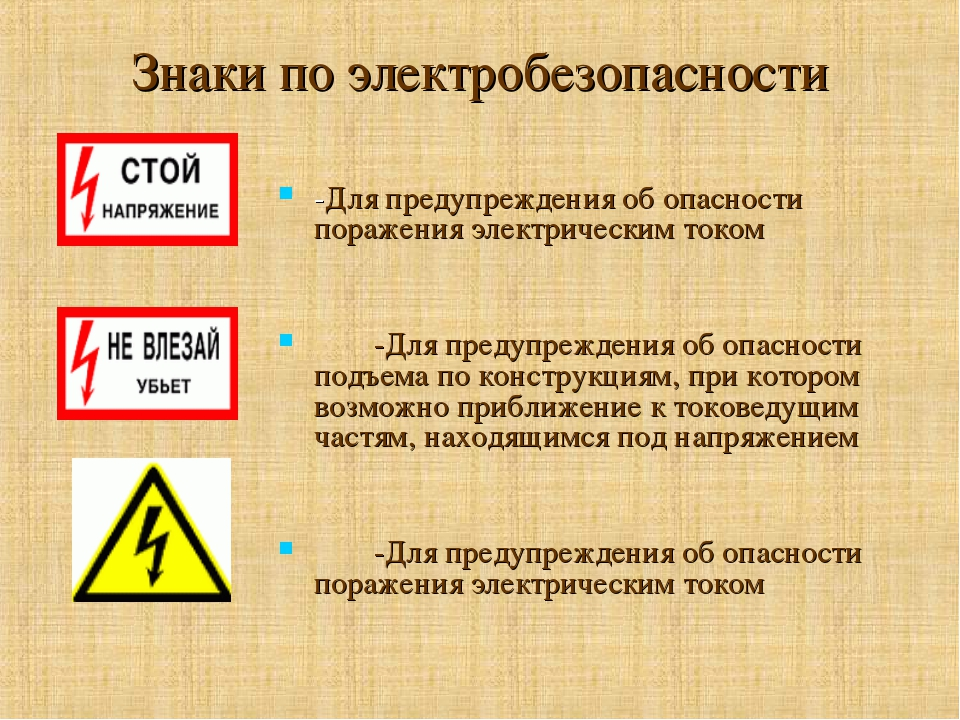 Знаки по электробезопасности
СТОЙ
НАПРЯЖЕНИЕ
-Для предупреждения об опасности
поражения электрическим током
НЕ ВЛЕЗАЙ
УБЬЕТ
-Для предупреждения об опасности
подъема по конструкциям, при котором
возможно приближение к токоведущим
частям, находящимся под напряжением
-Для предупреждения об опасности
поражения электрическим током